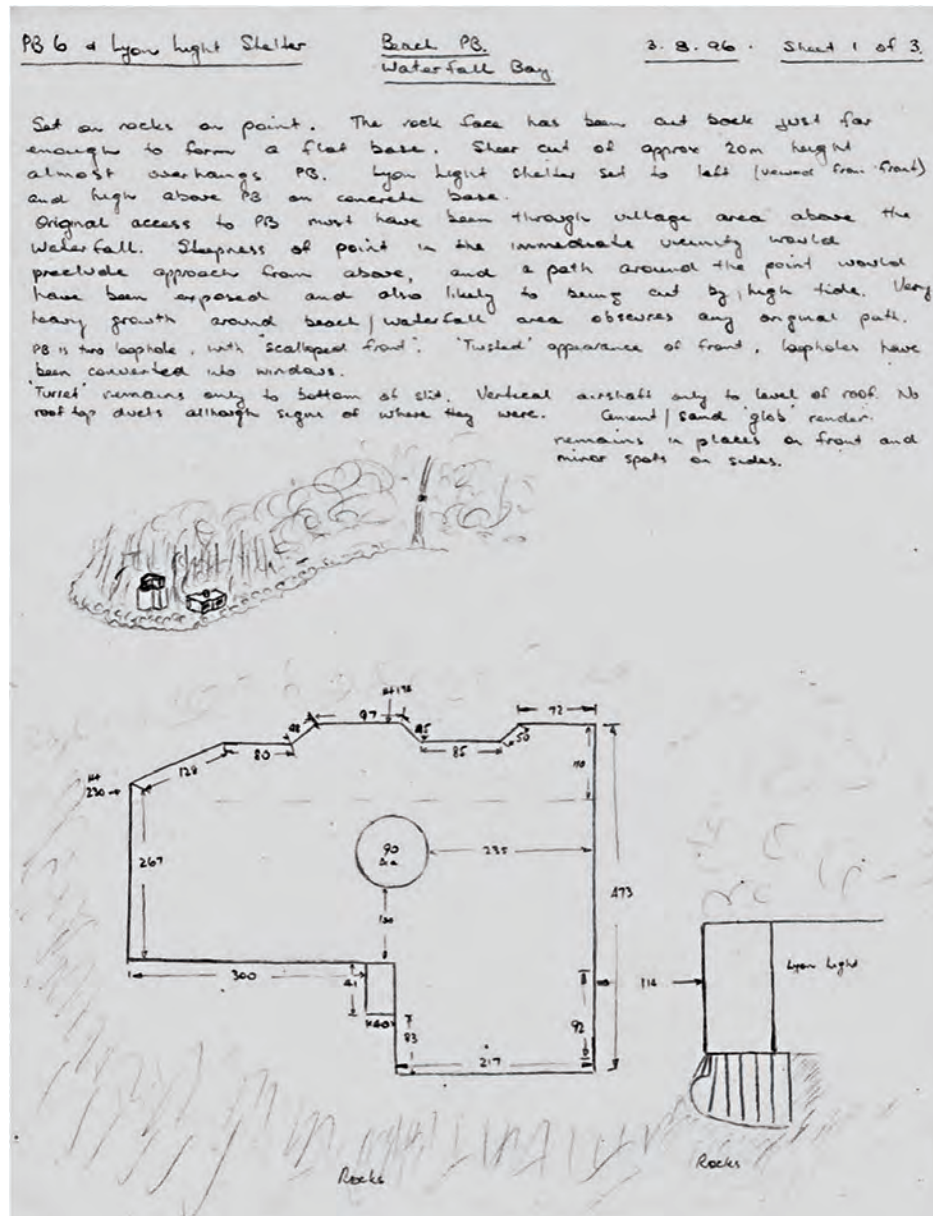 PB 6 & Lyon Light Shelter
Beach PB.
Waterfall Bay
3. 8. 96. Sheet 1 of 3.
Set on rocks on point. The rock face has been cut back just far
enough to form a flat base. Sheer cut of approx 20m height
almost overhangs PB. Lyon Light Shelter set to left (viewed from front)
and high above PB on concrete base.
Original access to PB must have been through village area above the
Waterfall. Steepness of point in the immediate vicinity would
preclude approach from above, and a path around the point would
have been exposed and also likely to being cut by high tide. Very
heavy growth around beach/waterfall area obscures any original path.
PB is two loophole, with "scalloped front". 'Twisted' appearance of front, loopholes have
been converted into windows.
'Turret' remains only to bottom of slit. Vertical airshaft only to level of roof. No
roof top ducts although signs of where they were. Cement/sand 'glob' render
remains in places on front and
minor spots on sides.
97
72
80
85
50
128
Ht
230
110
267
90
Dia
235
473
300
41
40
83
92
217
114
Lyon Light
Rocks
Rocks